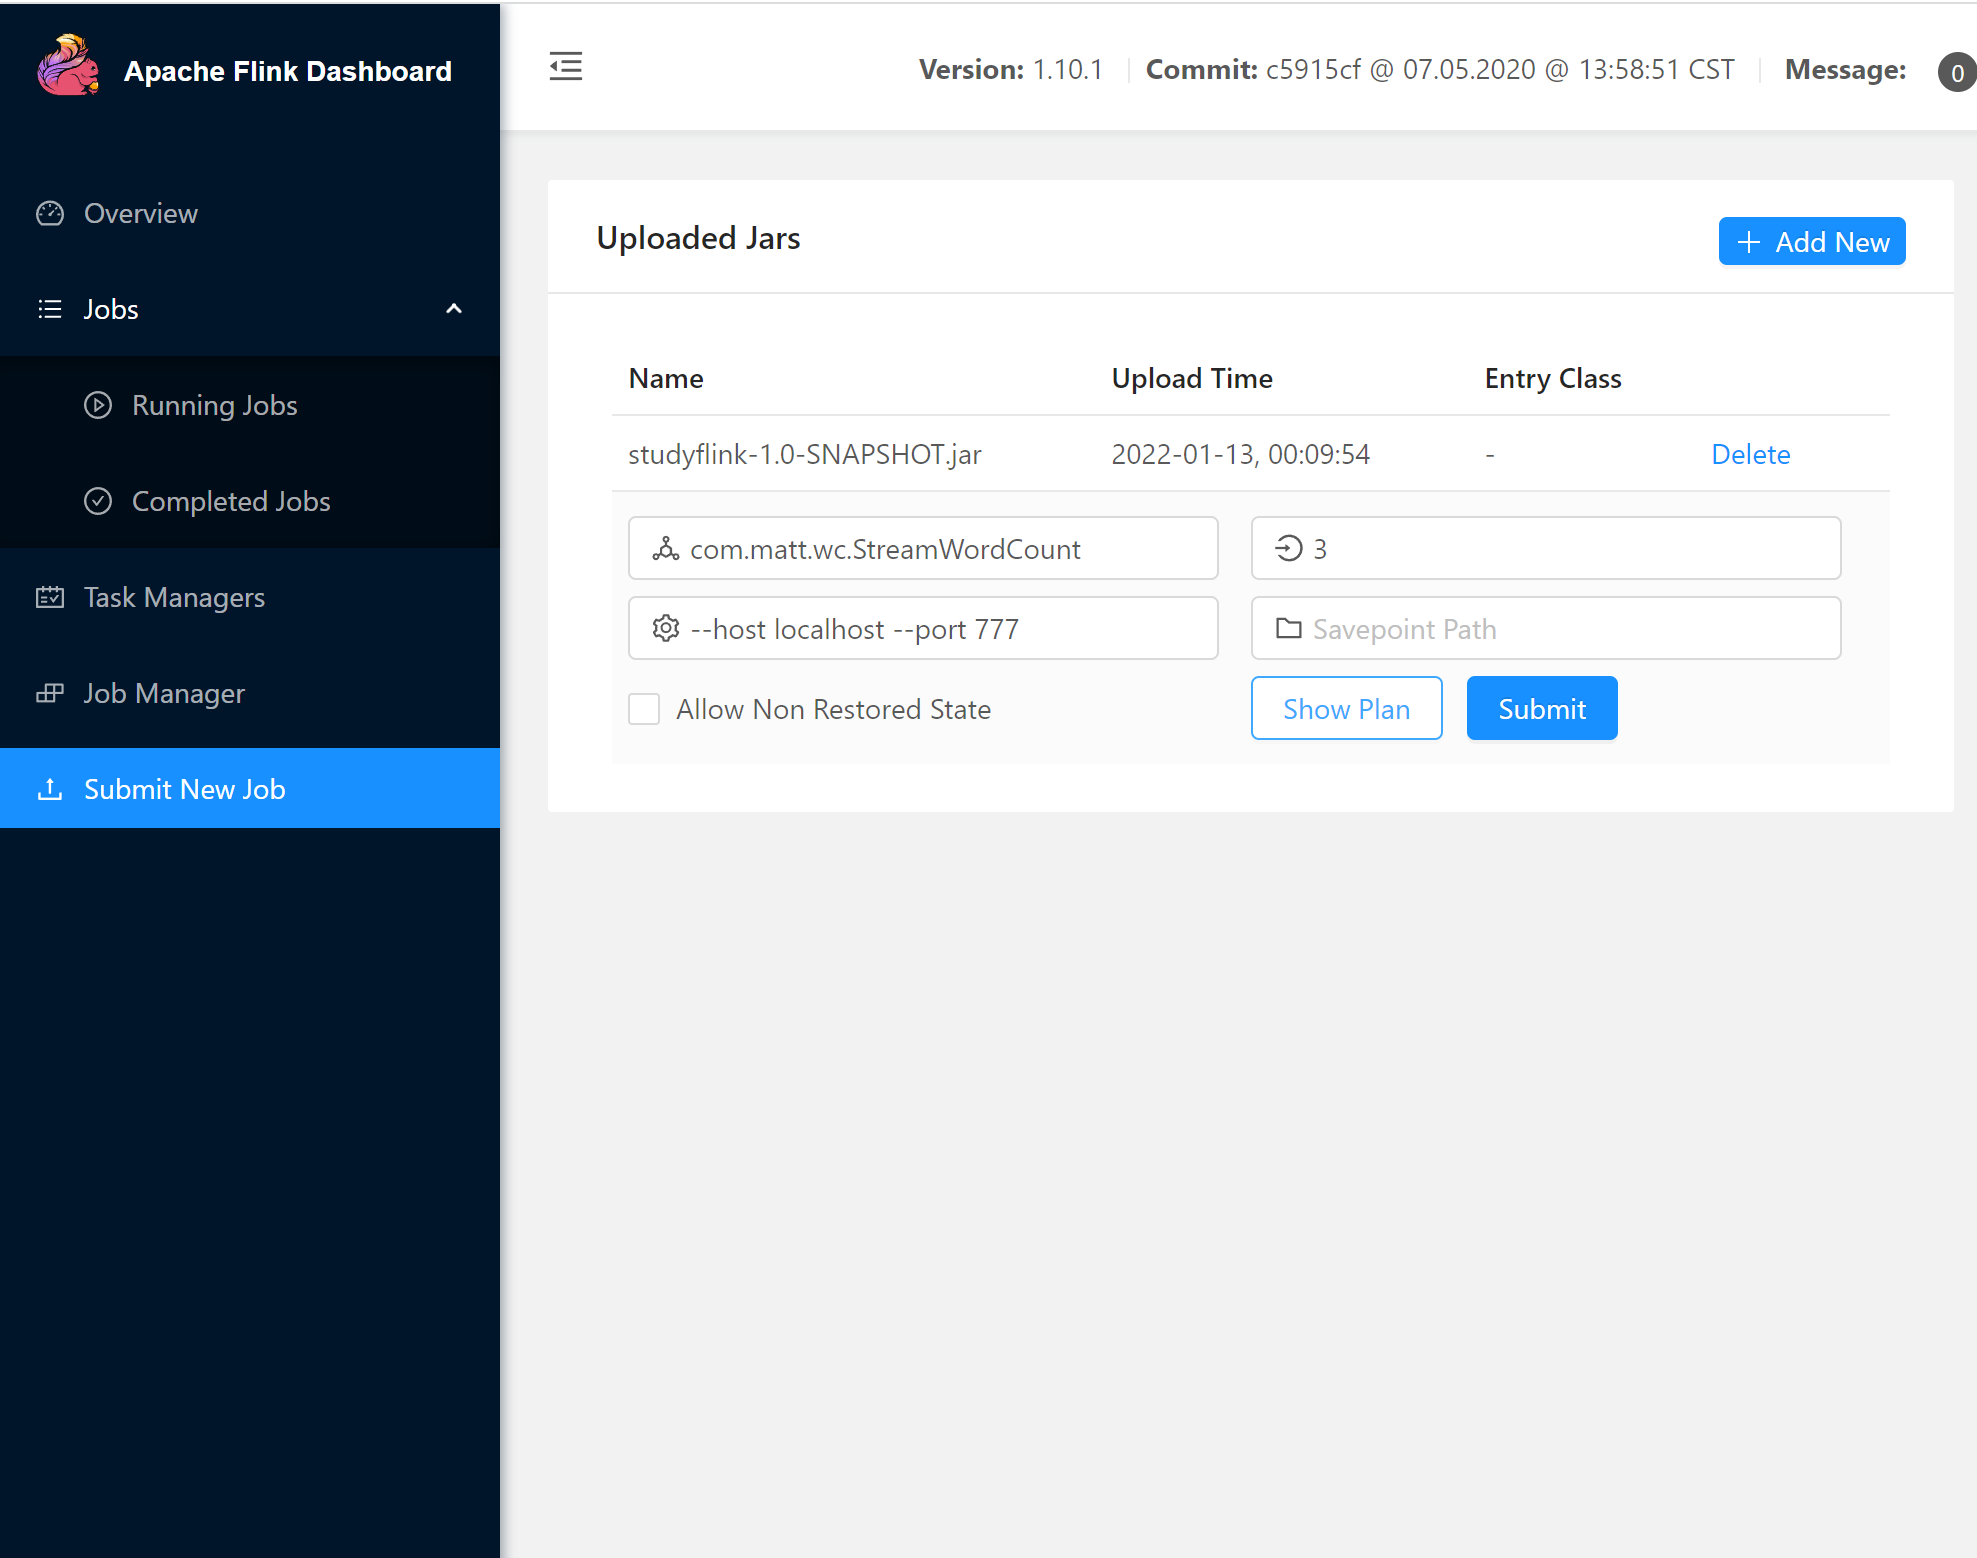 Apache Flink Dashboard
Version: 1.10.1 Commit: c5915cf @ 07.05.2020 @ 13:58:51 CST Message: 0
Overview
Jobs
Running Jobs
Completed Jobs
Task Managers
Job Manager
Submit New Job
Uploaded Jars
Add New
Name Upload Time Entry Class
studyflink-1.0-SNAPSHOT.jar 2022-01-13, 00:09:54 - Delete
com.matt.wc.StreamWordCount 3
--host localhost --port 777 Savepoint Path
Allow Non Restored State Show Plan Submit